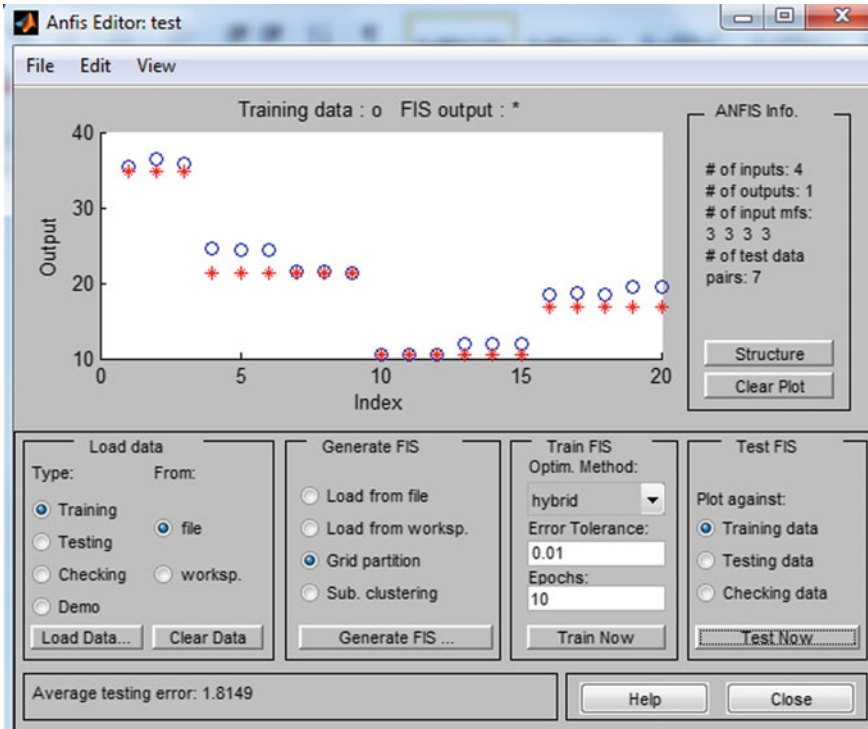 Anfis Editor: test
File Edit View
Training data : o FIS output : *
40
30
20
10
Output
0 5 10 15 20
Index
ANFIS Info.
# of inputs: 4
# of outputs: 1
# of input mfs:
3 3 3 3
# of test data
pairs: 7
Structure
Clear Plot
Load data
Type: From:
Training
Testing
Checking
Demo
file
worksp.
Load Data... Clear Data
Generate FIS
Load from file
Load from worksp.
Grid partition
Sub. clustering
Generate FIS ...
Train FIS
Optim. Method:
hybrid
Error Tolerance:
0.01
Epochs:
10
Train Now
Test FIS
Plot against:
Training data
Testing data
Checking data
Test Now
Average testing error: 1.8149
Help Close